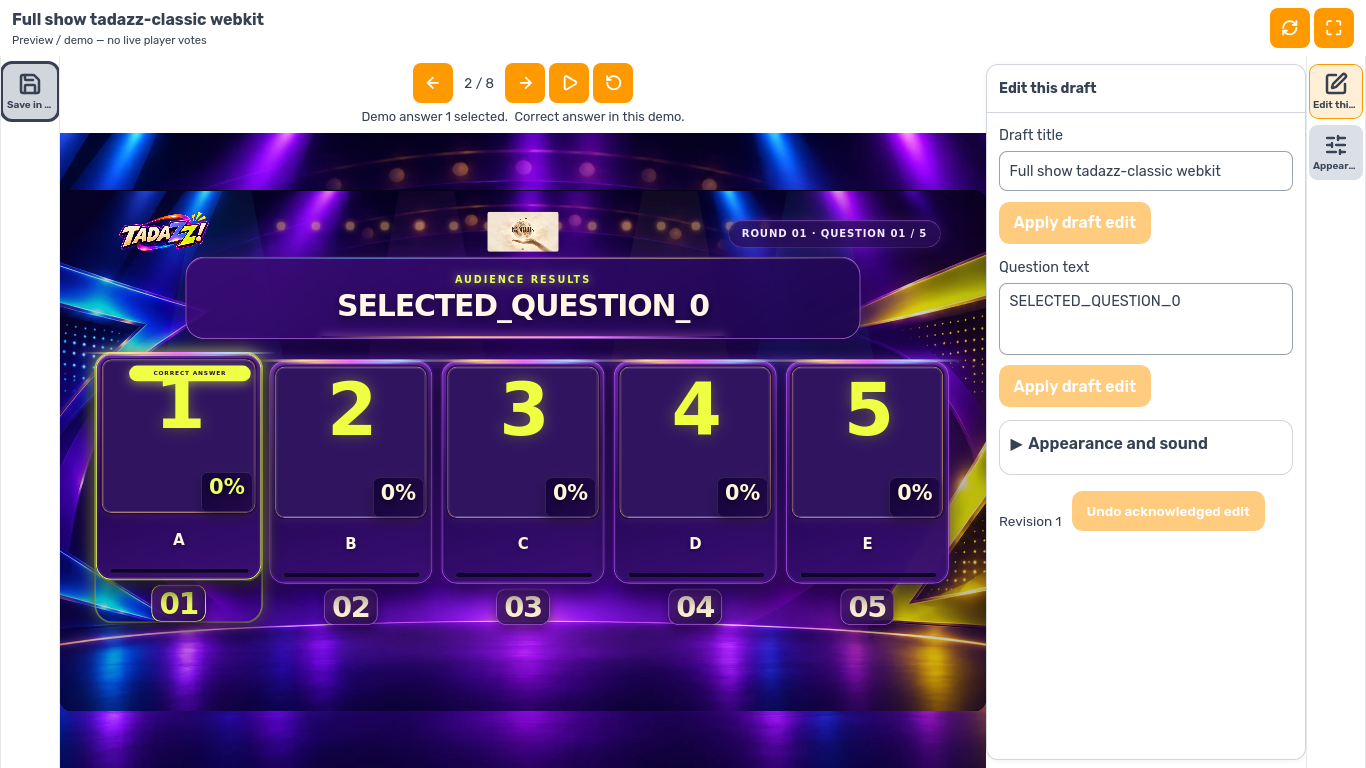 Full show tadazz-classic webkit
Preview / demo — no live player votes
Save in ...
2 / 8
Demo answer 1 selected. Correct answer in this demo.
TADAZZ!
ROUND 01 · QUESTION 01 / 5
AUDIENCE RESULTS
SELECTED_QUESTION_0
CORRECT ANSWER
1
2
3
4
5
0%
0%
0%
0%
0%
A
B
C
D
E
01
02
03
04
05
Edit this draft
Draft title
Full show tadazz-classic webkit
Apply draft edit
Question text
SELECTED_QUESTION_0
Apply draft edit
▶ Appearance and sound
Revision 1
Undo acknowledged edit
Edit thi...
Appear...